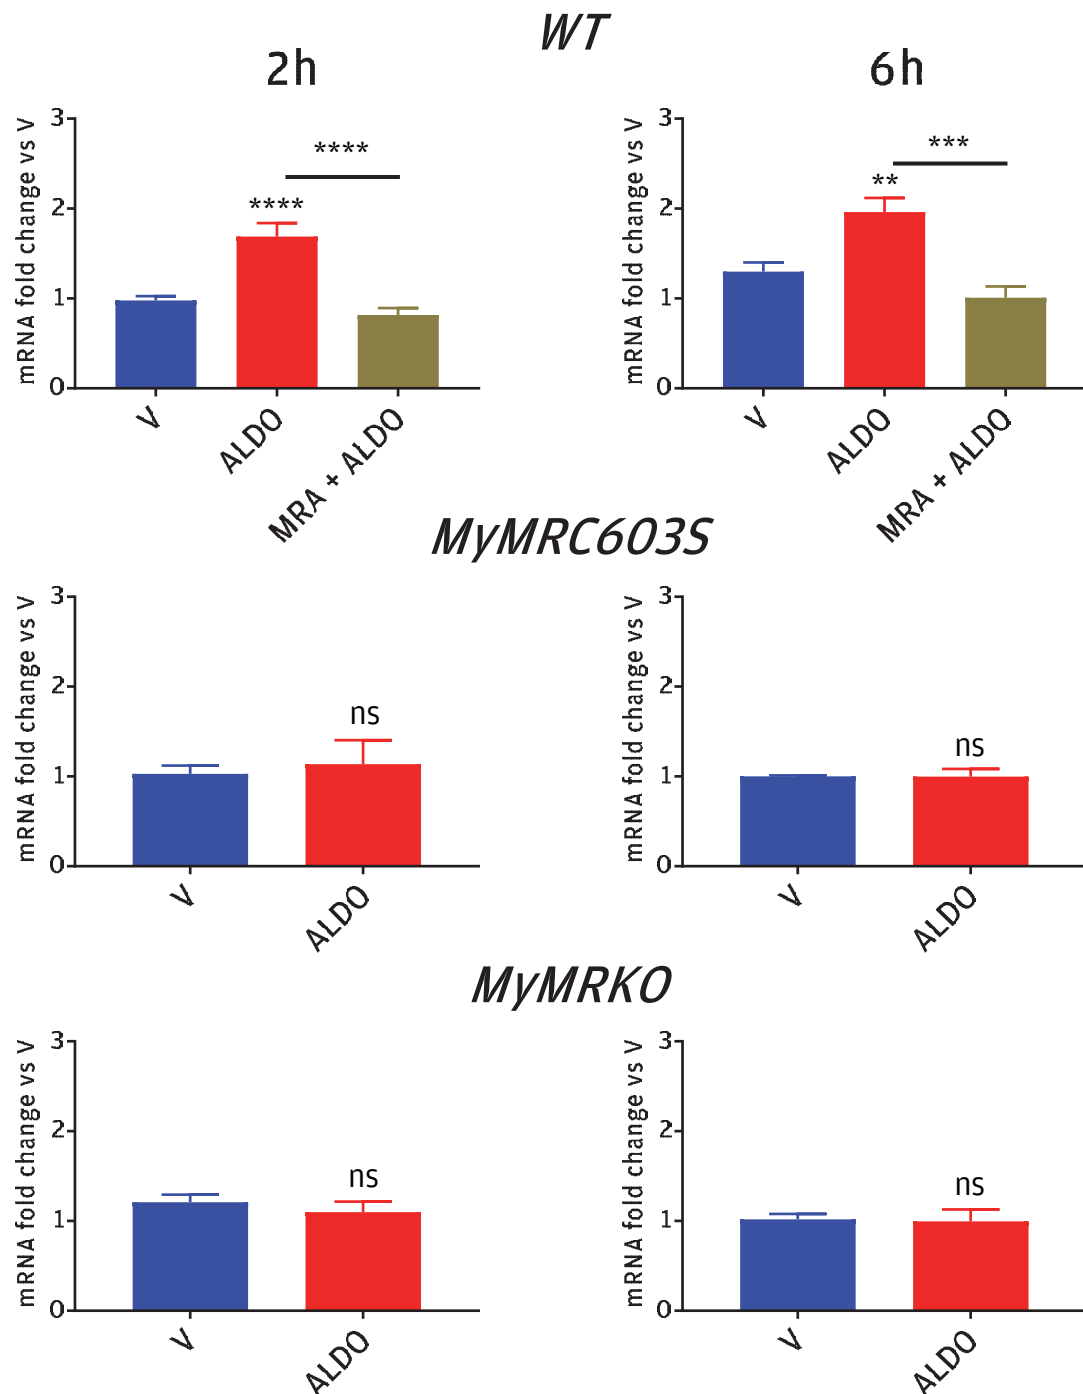 WT
2h
6h
mRNA fold change vs V
3
2
1
0
****
****
V
ALDO
MRA + ALDO
mRNA fold change vs V
3
2
1
0
***
**
V
ALDO
MRA + ALDO
MyMRC603S
mRNA fold change vs V
3
2
1
0
ns
V
ALDO
mRNA fold change vs V
3
2
1
0
ns
V
ALDO
MyMRKO
mRNA fold change vs V
3
2
1
0
ns
V
ALDO
mRNA fold change vs V
3
2
1
0
ns
V
ALDO